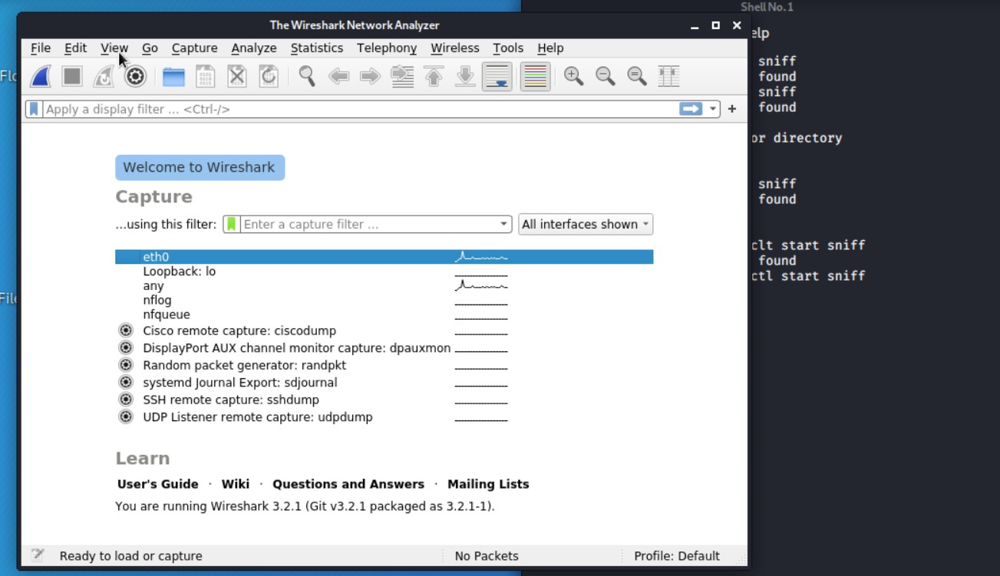 Shell No. 1
The Wireshark Network Analyzer
File Edit View Go Capture Analyze Statistics Telephony Wireless Tools Help
Apply a display filter ... <Ctrl-/>
+
Welcome to Wireshark
Capture
...using this filter: Enter a capture filter ... All interfaces shown
eth0
Loopback: lo
any
nflog
nfqueue
Cisco remote capture: ciscodump
DisplayPort AUX channel monitor capture: dpauxmon
Random packet generator: randpkt
systemd Journal Export: sdjournal
SSH remote capture: sshdump
UDP Listener remote capture: udpdump
Learn
User's Guide · Wiki · Questions and Answers · Mailing Lists
You are running Wireshark 3.2.1 (Git v3.2.1 packaged as 3.2.1-1).
Ready to load or capture No Packets Profile: Default
elp
sniff
found
sniff
found
or directory
sniff
found
clt start sniff
found
ctl start sniff
File